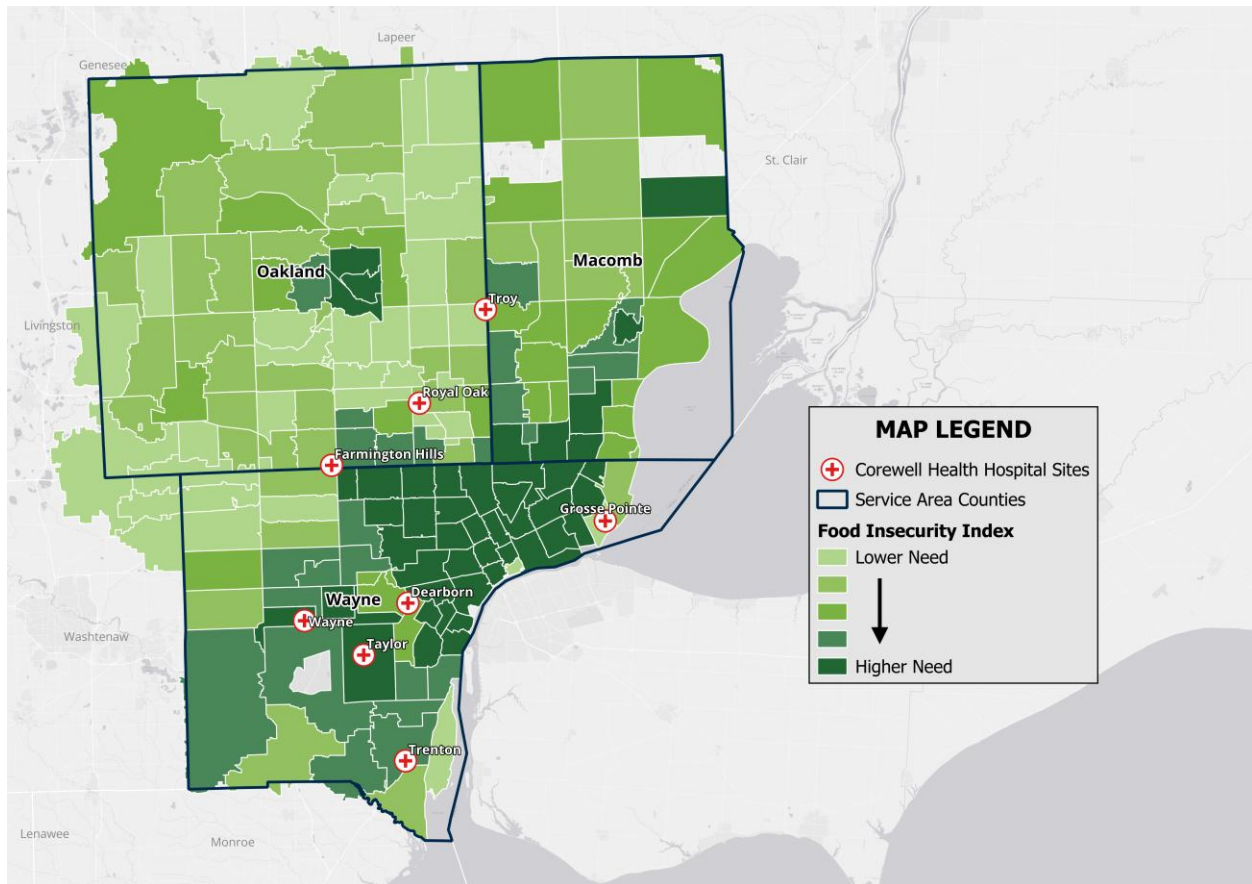 Lapeer
Genesee
St. Clair
Oakland
Macomb
Troy
Livingston
Royal Oak
Farmington Hills
Grosse Pointe
Dearborn
Wayne
Wayne
Taylor
Washtenaw
Trenton
Lenawee
Monroe
MAP LEGEND
Corewell Health Hospital Sites
Service Area Counties
Food Insecurity Index
Lower Need
Higher Need